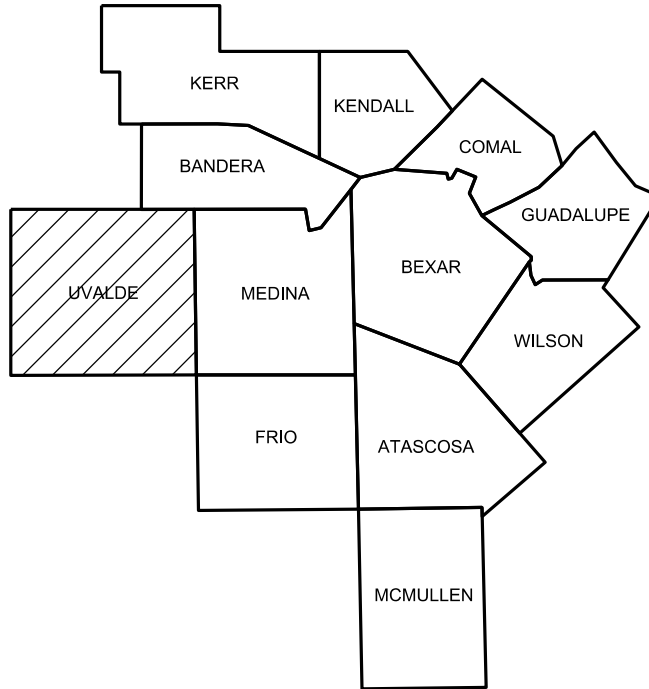 KERR
KENDALL
COMAL
BANDERA
GUADALUPE
BEXAR
UVALDE
MEDINA
WILSON
FRIO
ATASCOSA
MCMULLEN